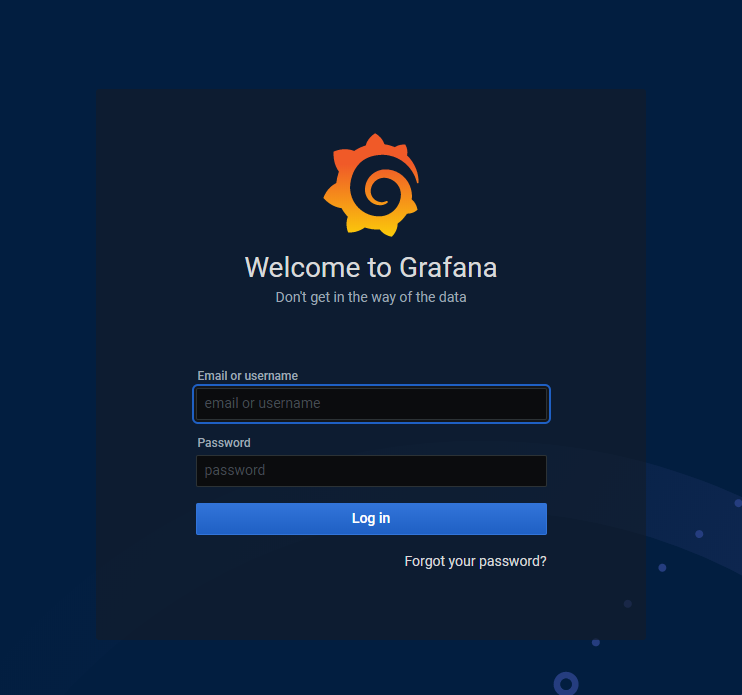 Welcome to Grafana
Don't get in the way of the data
Email or username
email or username
Password
password
Log in
Forgot your password?